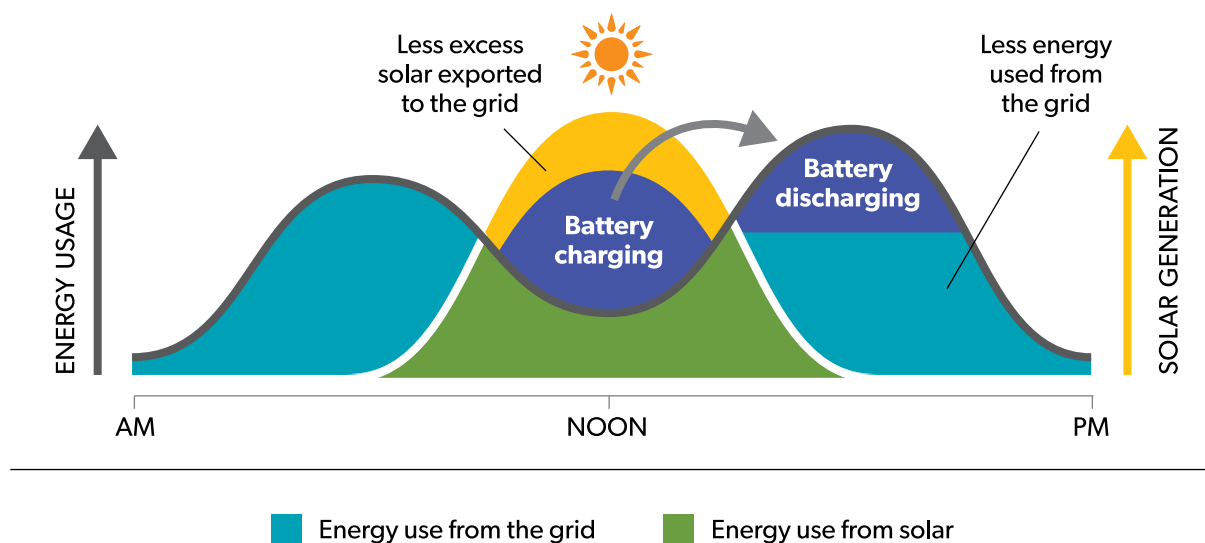 Less excess
solar exported
to the grid
Less energy
used from
the grid
ENERGY USAGE
Battery
charging
Battery
discharging
SOLAR GENERATION
AM
NOON
PM
Energy use from the grid
Energy use from solar